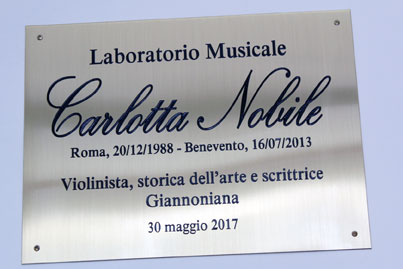 Laboratorio Musicale
Carlotta Nobile
Roma, 20/12/1988 - Benevento, 16/07/2013
Violinista, storica dell'arte e scrittrice
Giannoniana
30 maggio 2017